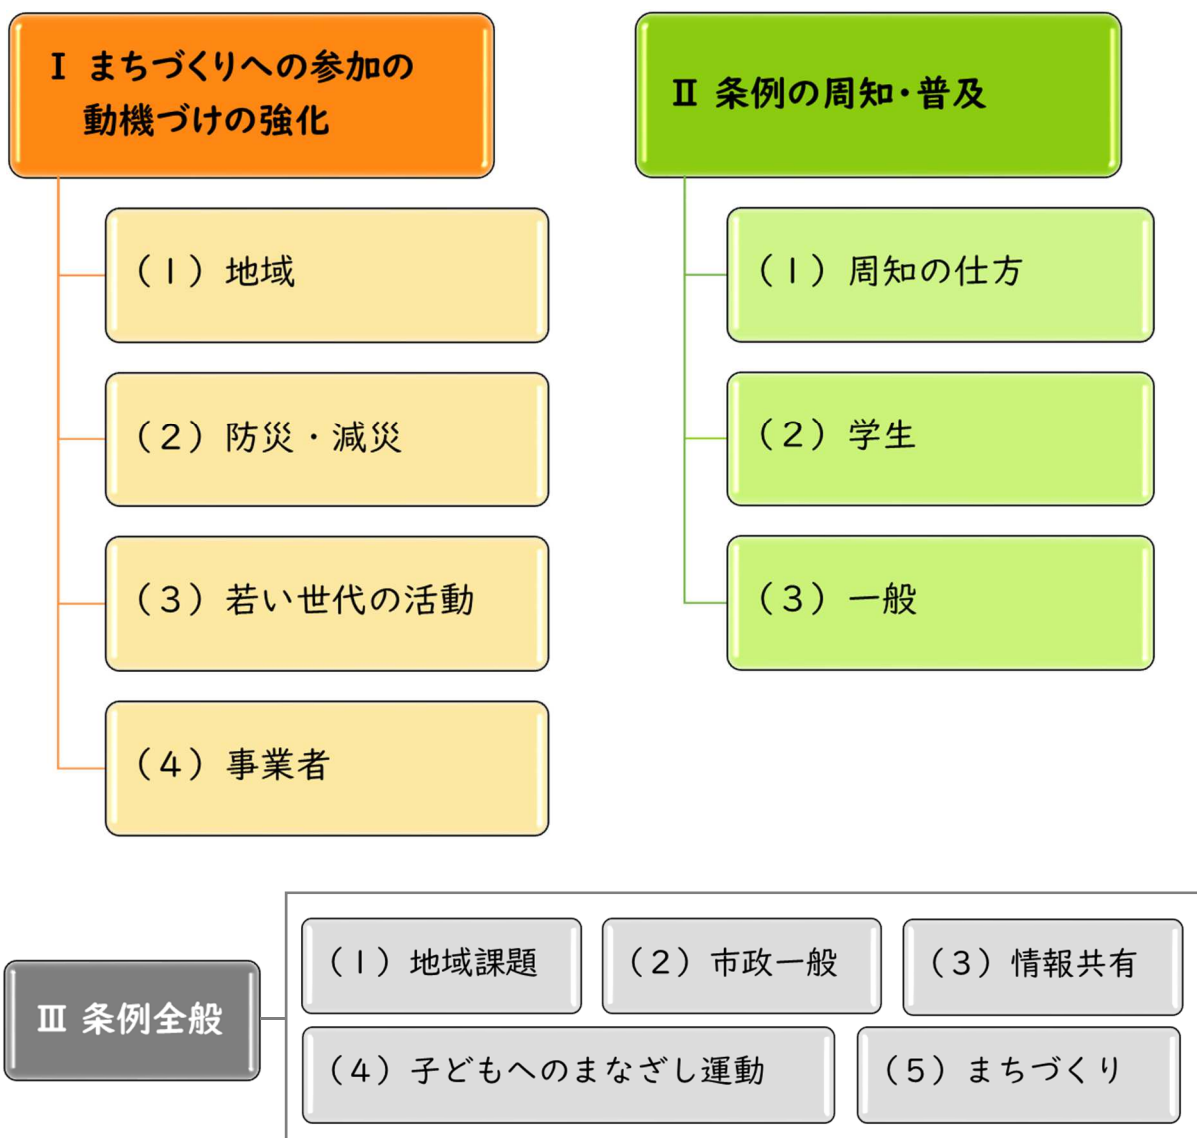 Ⅰ まちづくりへの参加の
動機づけの強化
(1)地域
(2)防災・減災
(3)若い世代の活動
(4)事業者
Ⅱ 条例の周知・普及
(1)周知の仕方
(2)学生
(3)一般
Ⅲ 条例全般
(1)地域課題
(2)市政一般
(3)情報共有
(4)子どもへのまなざし運動
(5)まちづくり